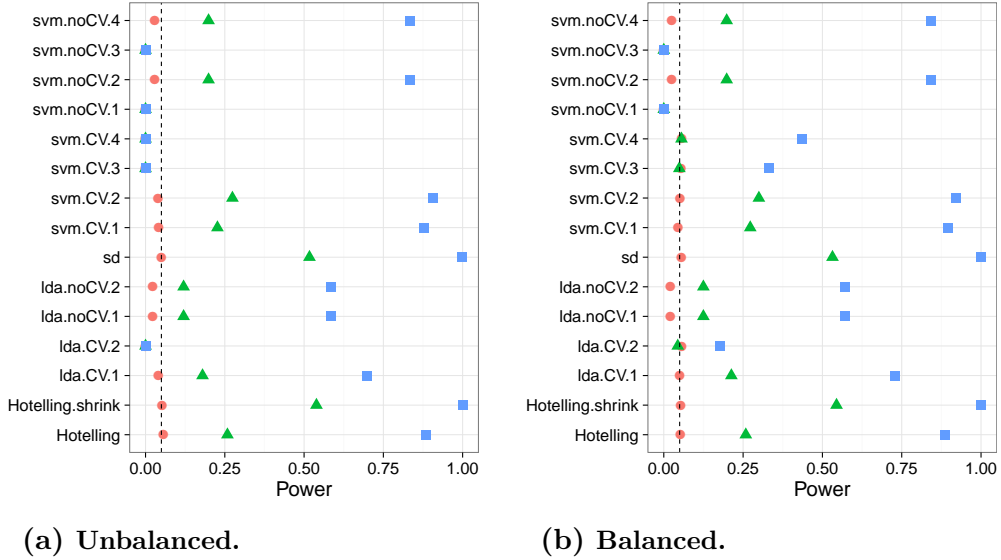 svm.noCV.4
svm.noCV.3
svm.noCV.2
svm.noCV.1
svm.CV.4
svm.CV.3
svm.CV.2
svm.CV.1
sd
lda.noCV.2
lda.noCV.1
lda.CV.2
lda.CV.1
Hotelling.shrink
Hotelling
0.00 0.25 0.50 0.75 1.00
Power
(a) Unbalanced.
svm.noCV.4
svm.noCV.3
svm.noCV.2
svm.noCV.1
svm.CV.4
svm.CV.3
svm.CV.2
svm.CV.1
sd
lda.noCV.2
lda.noCV.1
lda.CV.2
lda.CV.1
Hotelling.shrink
Hotelling
0.00 0.25 0.50 0.75 1.00
Power
(b) Balanced.